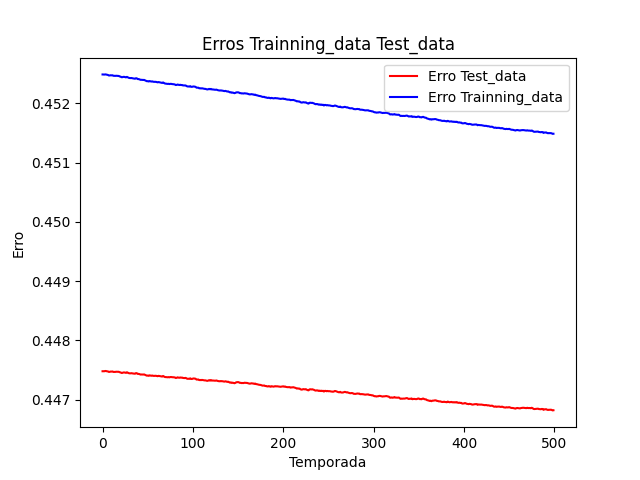 Erros Trainning_data Test_data
Erro Test_data
Erro Trainning_data
0.452
0.451
0.450
0.449
0.448
0.447
Erro
0
100
200
300
400
500
Temporada